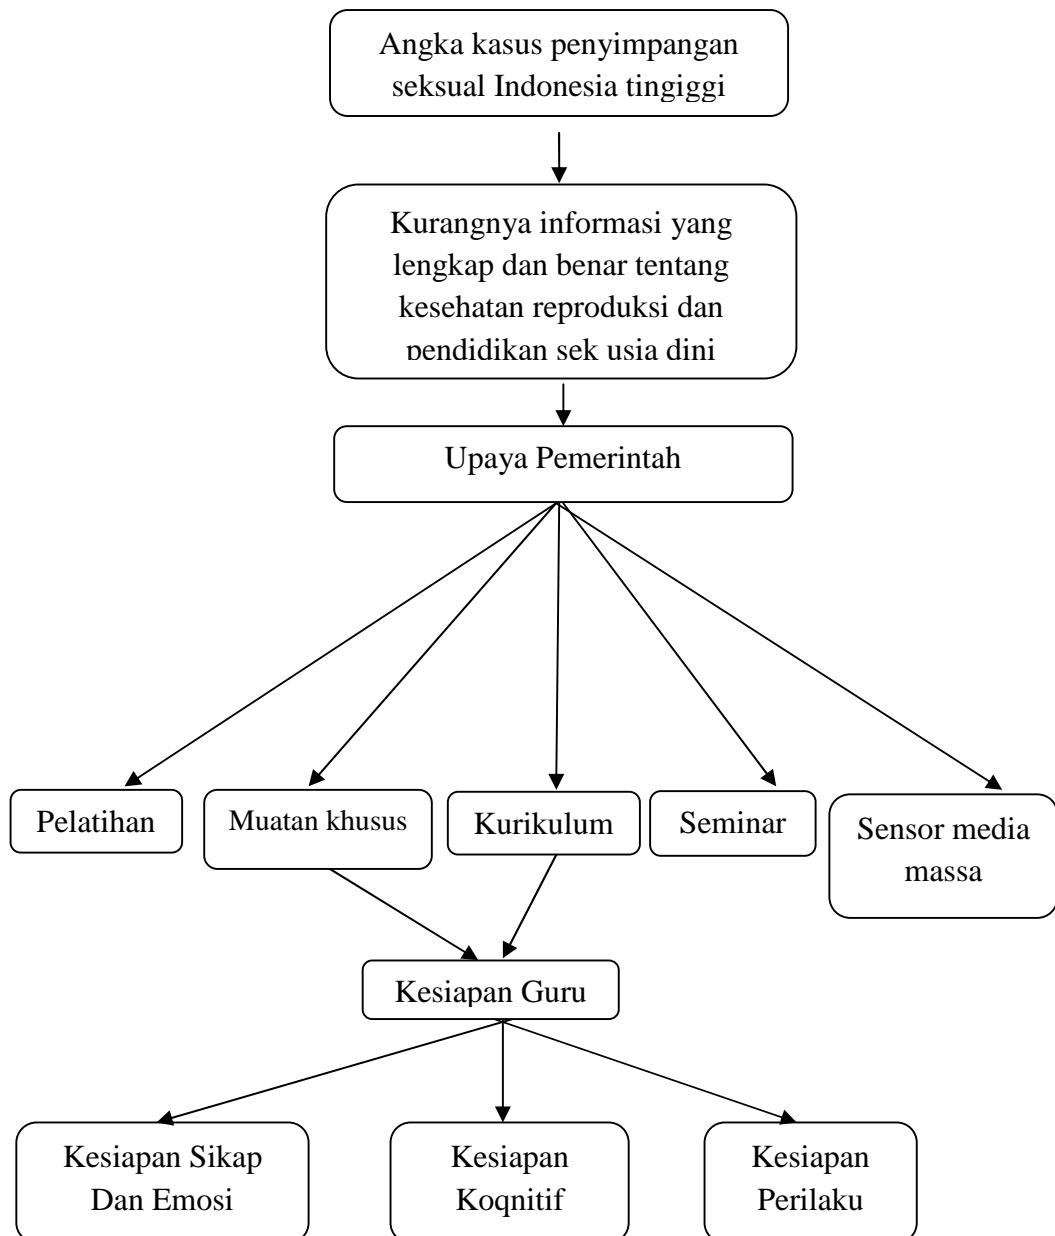 Angka kasus penyimpangan
seksual Indonesia tingiggi
Kurangnya informasi yang
lengkap dan benar tentang
kesehatan reproduksi dan
pendidikan sek usia dini
Upaya Pemerintah
Pelatihan
Muatan khusus
Kurikulum
Seminar
Sensor media
massa
Kesiapan Guru
Kesiapan Sikap
Dan Emosi
Kesiapan
Koqnitif
Kesiapan
Perilaku